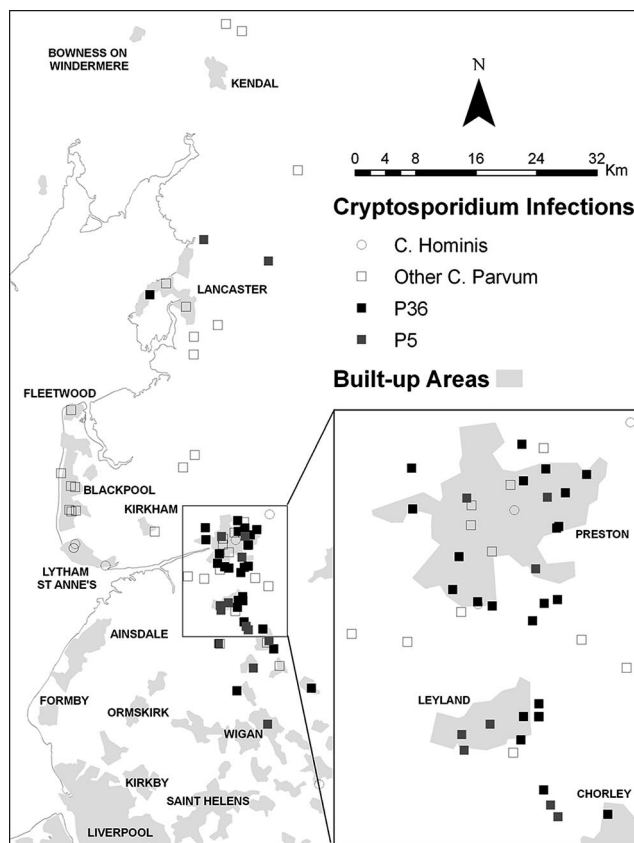 BOWNESS ON
WINDERMERE
KENDAL
N
0 4 8 16 24 32
Km
Cryptosporidium Infections
C. Hominis
Other C. Parvum
P36
P5
Built-up Areas
LANCASTER
FLEETWOOD
BLACKPOOL
KIRKHAM
LYTHAM
ST ANNE'S
PRESTON
AINSDALE
FORMBY
ORMSKIRK
WIGAN
LEYLAND
CHORLEY
KIRKBY
SAINT HELENS
LIVERPOOL